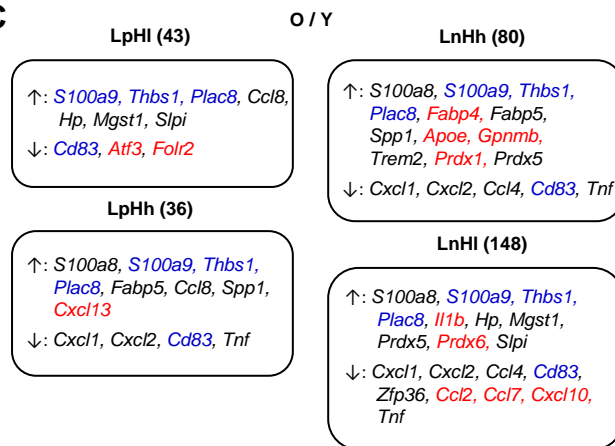 C
O / Y
LpHl (43)
↑: S100a9, Thbs1, Plac8, Ccl8,
Hp, Mgst1, Slpi
↓: Cd83, Atf3, Folr2
LpHh (36)
↑: S100a8, S100a9, Thbs1,
Plac8, Fabp5, Ccl8, Spp1,
Cxcl13
↓: Cxcl1, Cxcl2, Cd83, Tnf
LnHh (80)
↑: S100a8, S100a9, Thbs1,
Plac8, Fabp4, Fabp5,
Spp1, Apoe, Gpnmb,
Trem2, Prdx1, Prdx5
↓: Cxcl1, Cxcl2, Ccl4, Cd83, Tnf
LnHl (148)
↑: S100a8, S100a9, Thbs1,
Plac8, Il1b, Hp, Mgst1,
Prdx5, Prdx6, Slpi
↓: Cxcl1, Cxcl2, Ccl4, Cd83,
Zfp36, Ccl2, Ccl7, Cxcl10,
Tnf